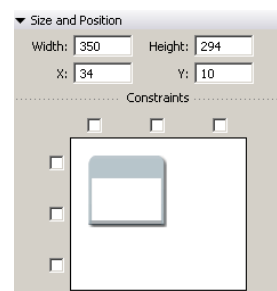 Size and Position
Width: 350 Height: 294
X: 34 Y: 10
Constraints